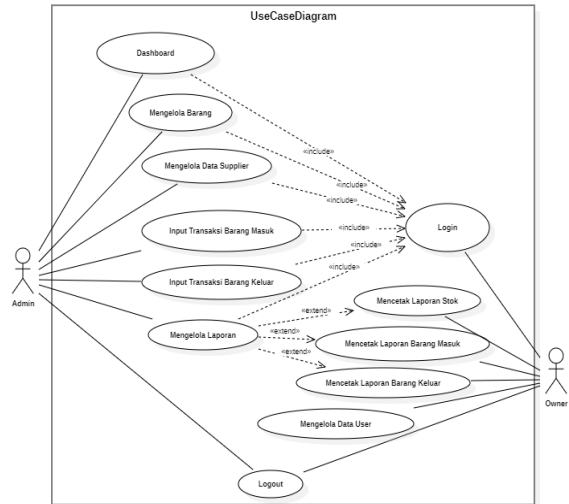 UseCaseDiagram
Dashboard
Mengelola Barang
«include»
Mengelola Data Supplier
«include»
«include»
Input Transaksi Barang Masuk
«include»
Login
«include»
Input Transaksi Barang Keluar
«include»
Admin
Mencetak Laporan Stok
«extend»
Mengelola Laporan
«extend»
Mencetak Laporan Barang Masuk
«extend»
Mencetak Laporan Barang Keluar
Owner
Mengelola Data User
Logout